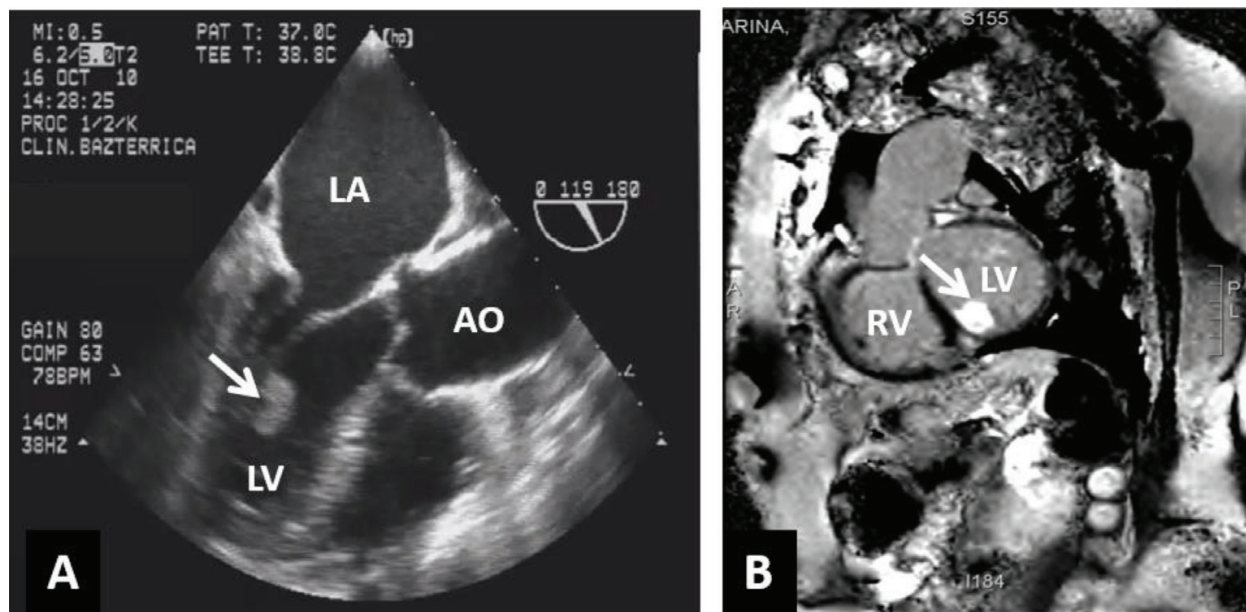 MI:0.5
6.2/5.0T2
16 OCT 10
14:28:25
PROC 1/2/K
CLIN.BAZTERRICA
PAT T: 37.0C
TEE T: 38.8C
[hp]
0 119 180
LA
AO
GAIN 80
COMP 63
78BPM
14CM
38HZ
LV
A
ARINA,
S155
LV
RV
A
R
P
L
I184
B